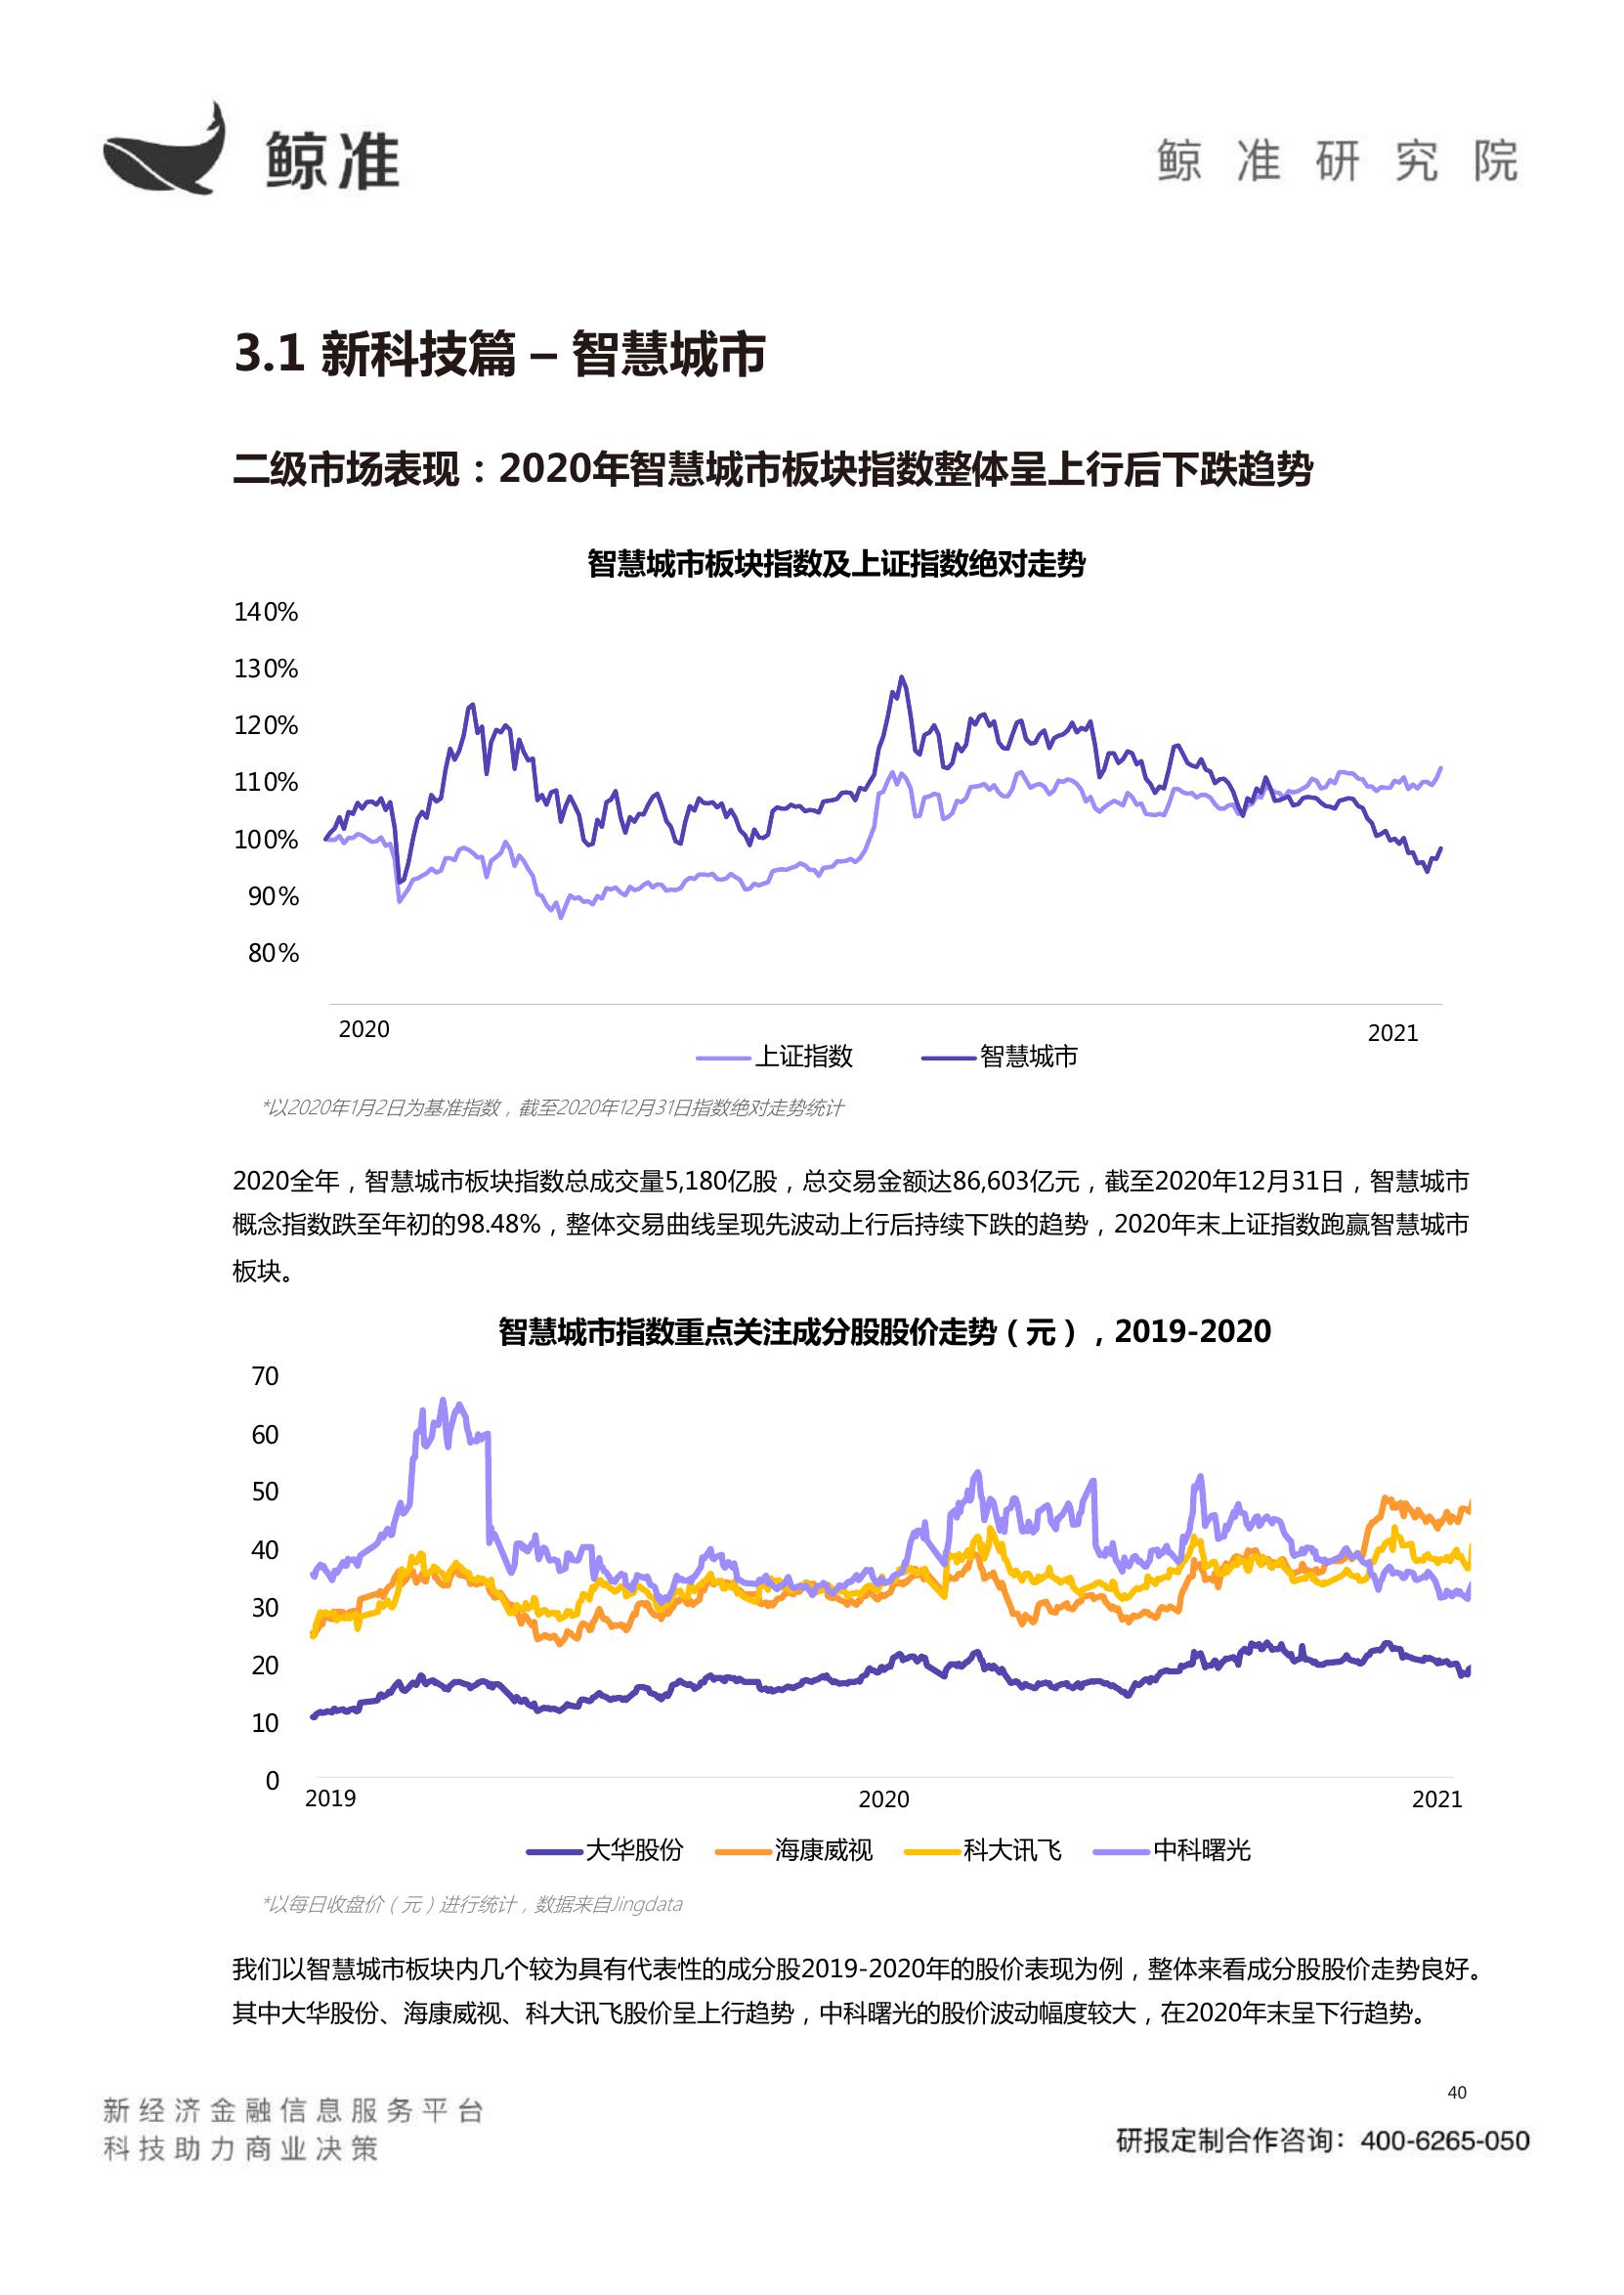 鲸准
鲸准研究院
3.1 新科技篇 – 智慧城市
二级市场表现：2020年智慧城市板块指数整体呈上行后下跌趋势
智慧城市板块指数及上证指数绝对走势
140%
130%
120%
110%
100%
90%
80%
2020
2021
上证指数
智慧城市
*以2020年1月2日为基准指数，截至2020年12月31日指数绝对走势统计
2020全年，智慧城市板块指数总成交量5,180亿股，总交易金额达86,603亿元，截至2020年12月31日，智慧城市
概念指数跌至年初的98.48%，整体交易曲线呈现先波动上行后持续下跌的趋势，2020年末上证指数跑赢智慧城市
板块。
智慧城市指数重点关注成分股股价走势（元），2019-2020
70
60
50
40
30
20
10
0
2019
2020
2021
大华股份
海康威视
科大讯飞
中科曙光
*以每日收盘价（元）进行统计，数据来自Jingdata
我们以智慧城市板块内几个较为具有代表性的成分股2019-2020年的股价表现为例，整体来看成分股股价走势良好。
其中大华股份、海康威视、科大讯飞股价呈上行趋势，中科曙光的股价波动幅度较大，在2020年末呈下行趋势。
40
新经济金融信息服务平台
科技助力商业决策
研报定制合作咨询：400-6265-050